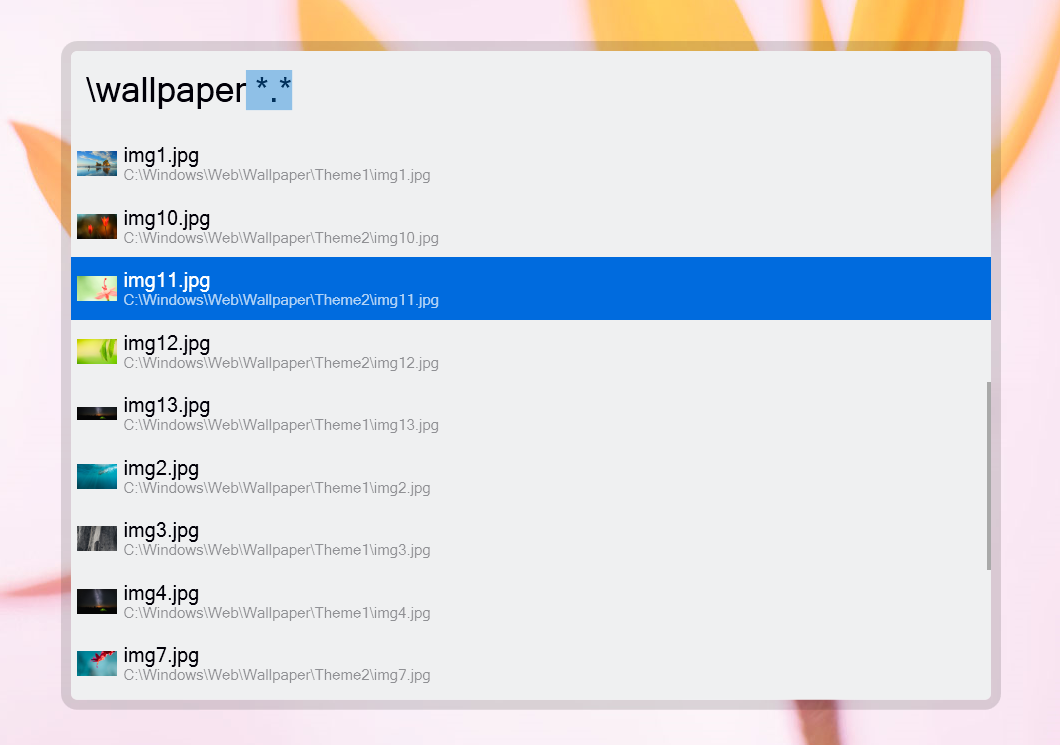 \wallpaper *.*
img1.jpg
C:\Windows\Web\Wallpaper\Theme1\img1.jpg
img10.jpg
C:\Windows\Web\Wallpaper\Theme2\img10.jpg
img11.jpg
C:\Windows\Web\Wallpaper\Theme2\img11.jpg
img12.jpg
C:\Windows\Web\Wallpaper\Theme2\img12.jpg
img13.jpg
C:\Windows\Web\Wallpaper\Theme1\img13.jpg
img2.jpg
C:\Windows\Web\Wallpaper\Theme1\img2.jpg
img3.jpg
C:\Windows\Web\Wallpaper\Theme1\img3.jpg
img4.jpg
C:\Windows\Web\Wallpaper\Theme1\img4.jpg
img7.jpg
C:\Windows\Web\Wallpaper\Theme2\img7.jpg